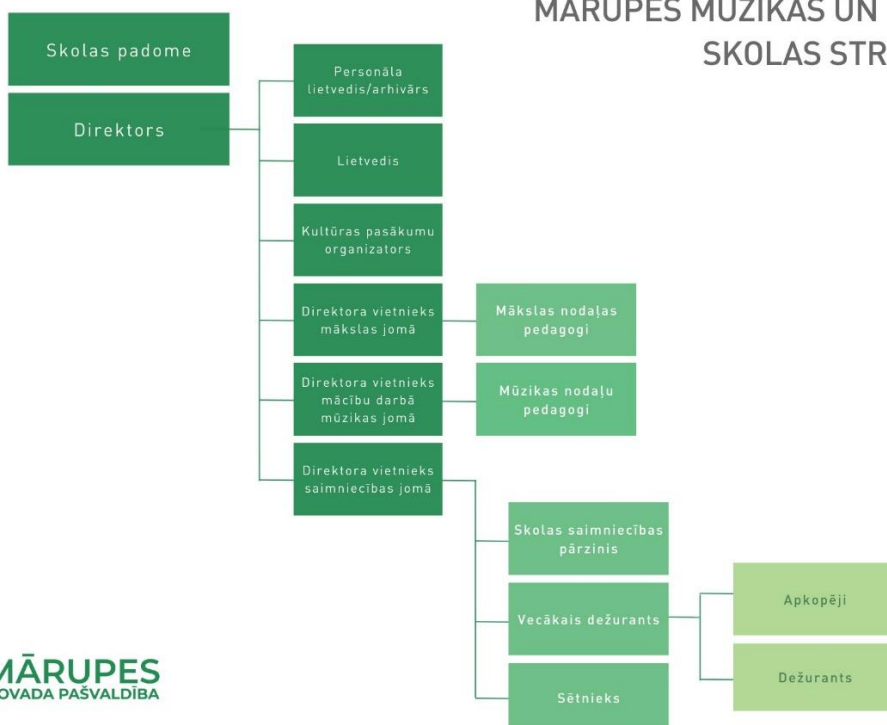 MĀRUPES MŪZIKAS UN
SKOLAS STR
Skolas padome
Direktors
Personāla
lietvedis/arhivārs
Lietvedis
Kultūras pasākumu
organizators
Direktora vietnieks
mākslas jomā
Mākslas nodaļas
pedagogi
Direktora vietnieks
mācību darbā
mūzikas jomā
Mūzikas nodaļu
pedagogi
Direktora vietnieks
saimniecības jomā
Skolas saimniecības
pārzinis
Vecākais dežurants
Sētnieks
Apkopēji
Dežurants
MĀRUPES
OVADA PAŠVALDĪBA